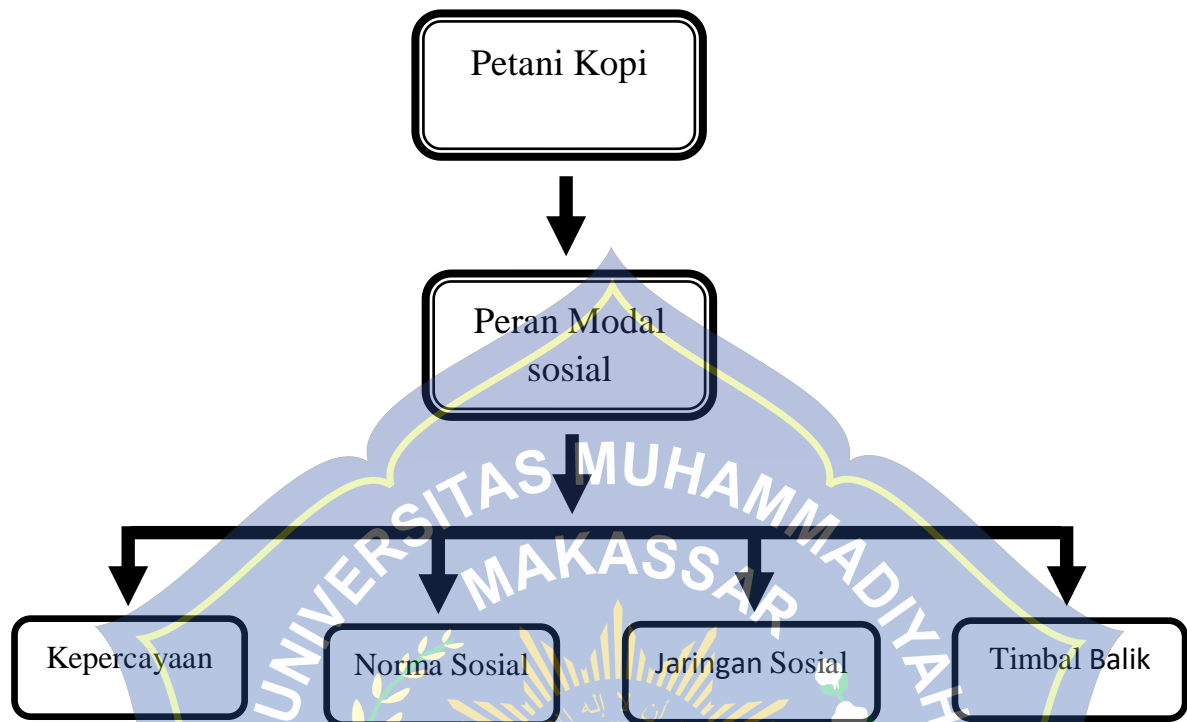 Petani Kopi
Peran Modal
sosial
UNIVERSITAS MUHAMMADIYAH
MAKASSAR
Kepercayaan
Norma Sosial
Jaringan Sosial
Timbal Balik